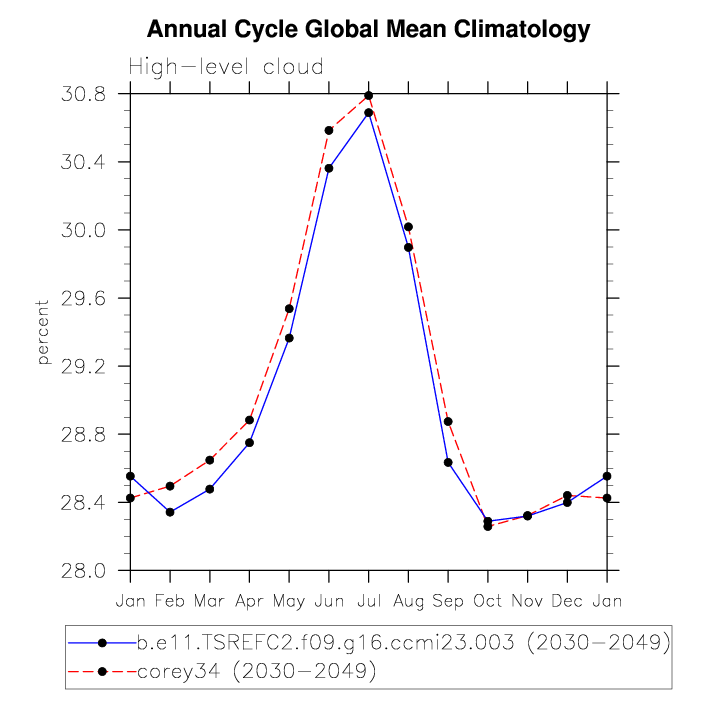 Annual Cycle Global Mean Climatology
High-level cloud
30.8
30.4
30.0
29.6
29.2
28.8
28.4
28.0
percent
Jan Feb Mar Apr May Jun Jul Aug Sep Oct Nov Dec Jan
b.e11.TSREFC2.f09.g16.ccmi23.003 (2030-2049)
corey34 (2030-2049)